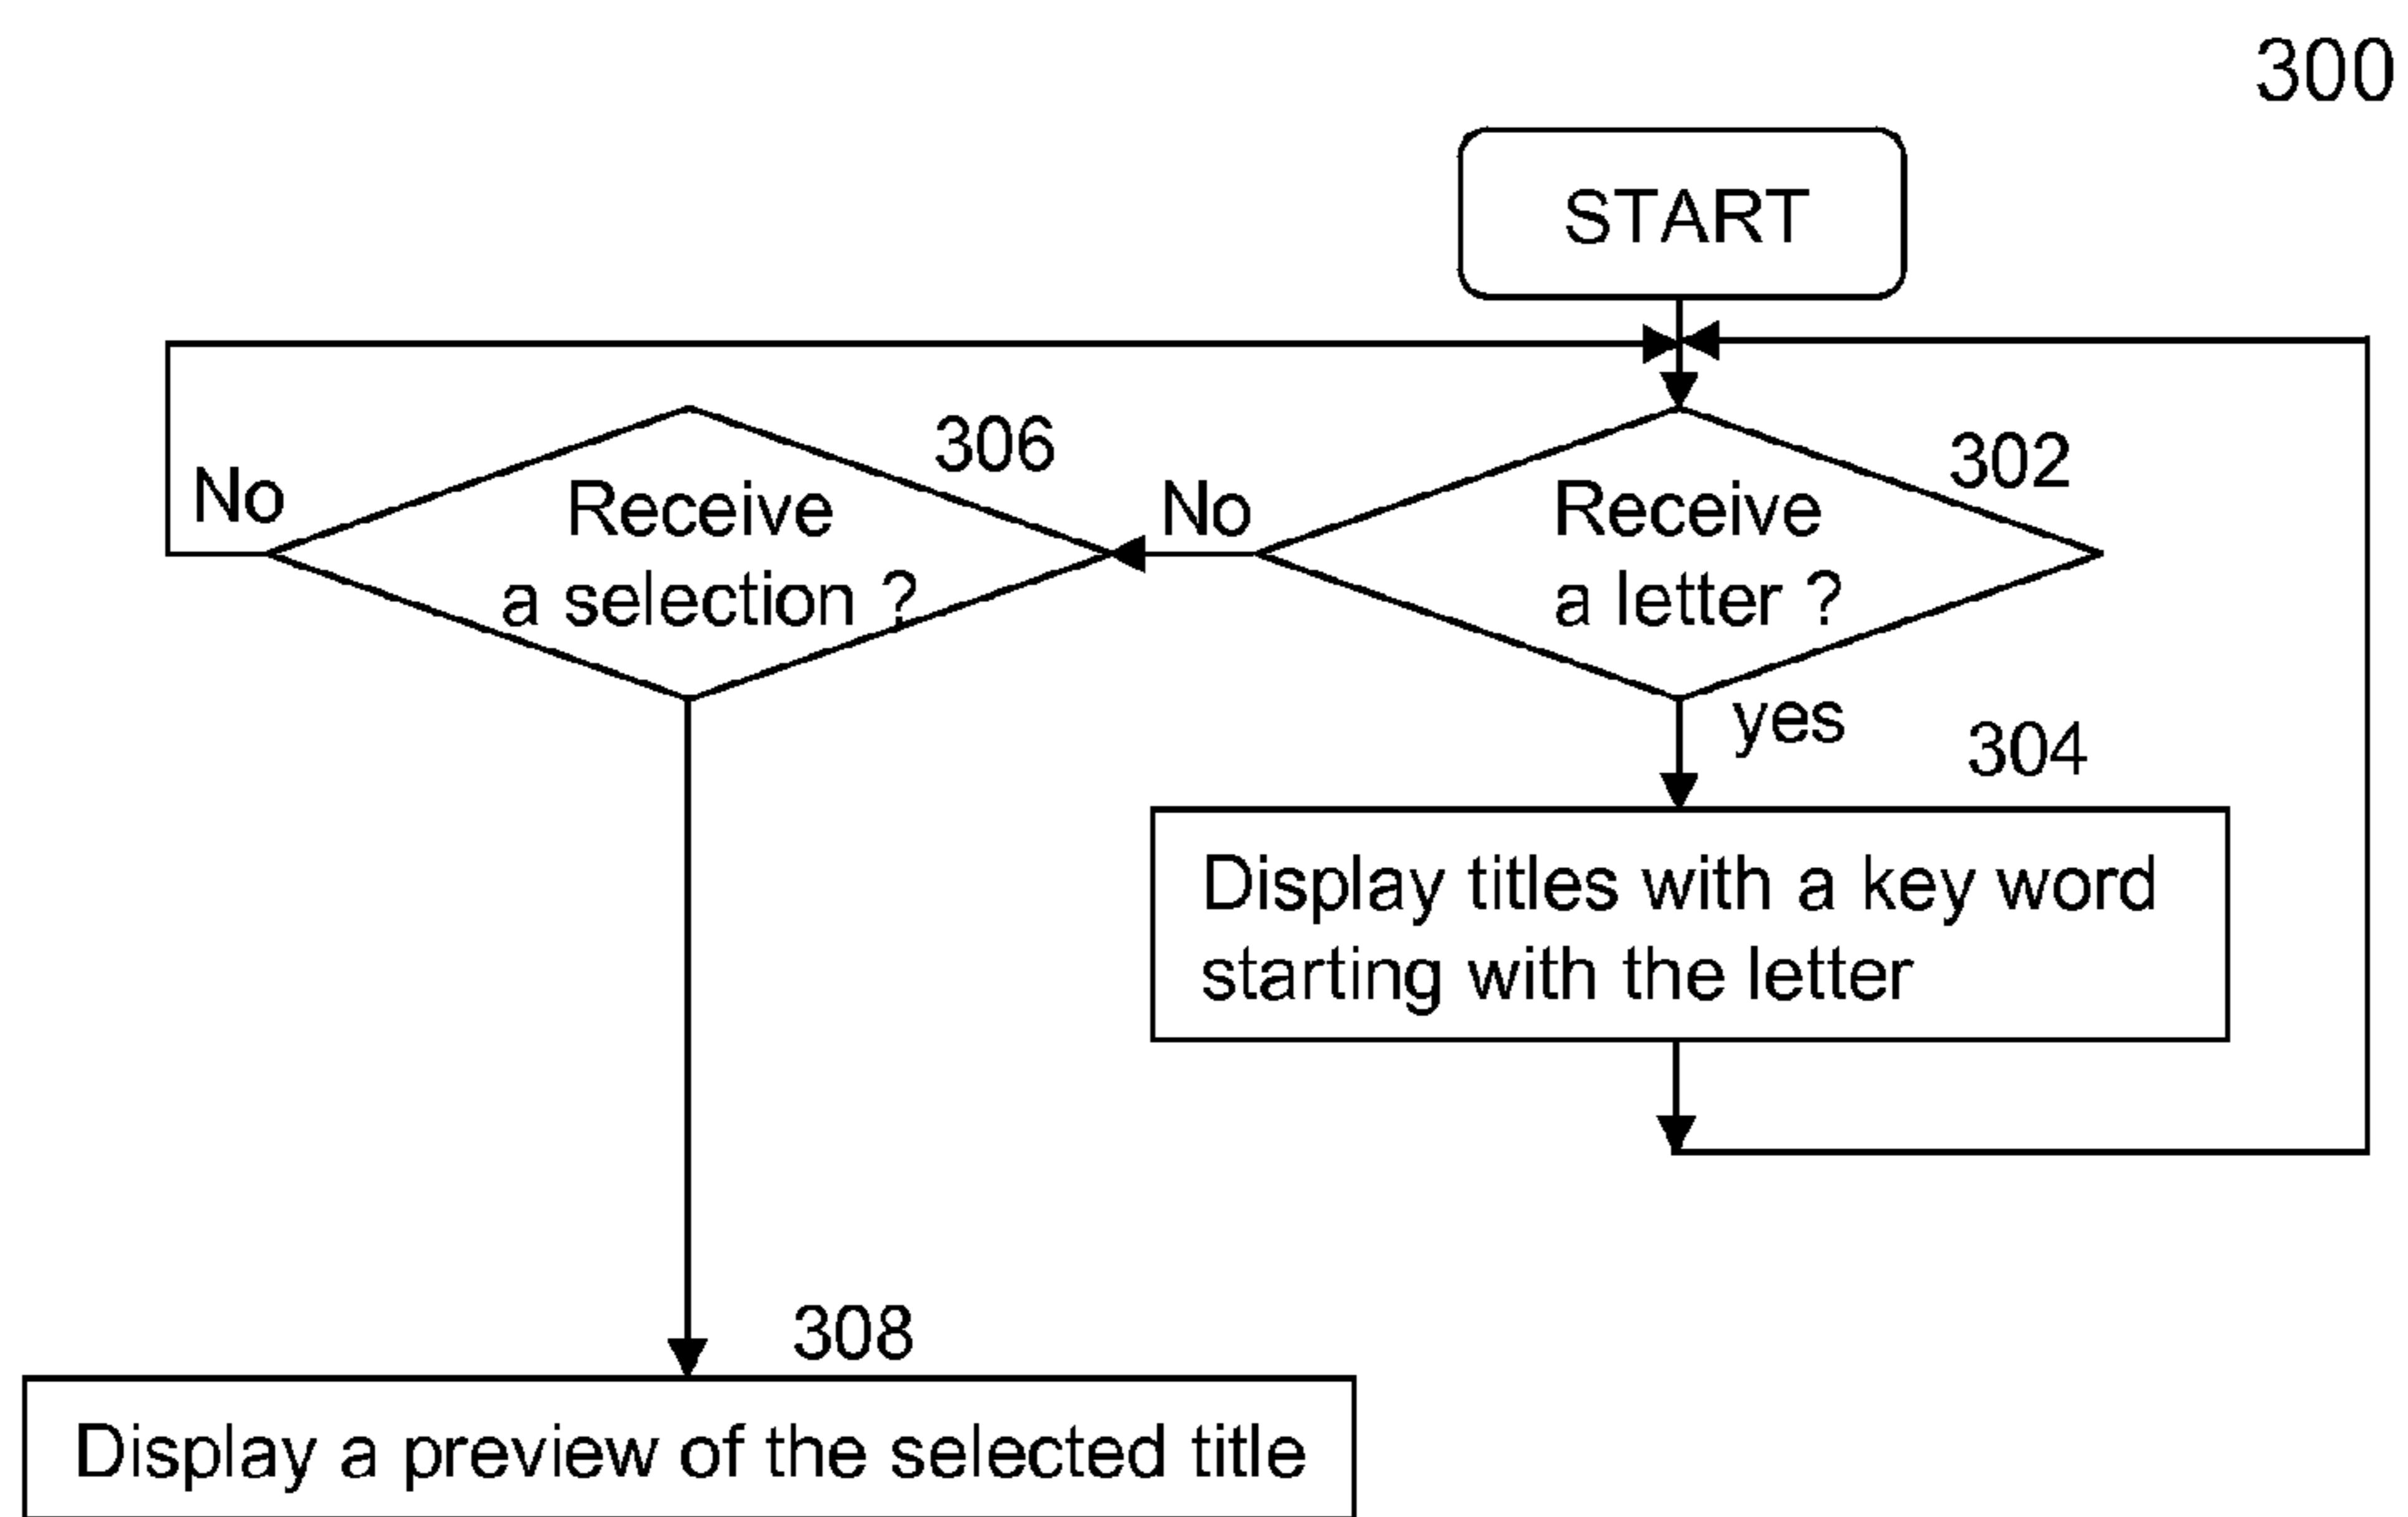 300
START
306
302
No
Receive
a selection ?
No
Receive
a letter ?
yes
304
Display titles with a key word
starting with the letter
308
Display a preview of the selected title